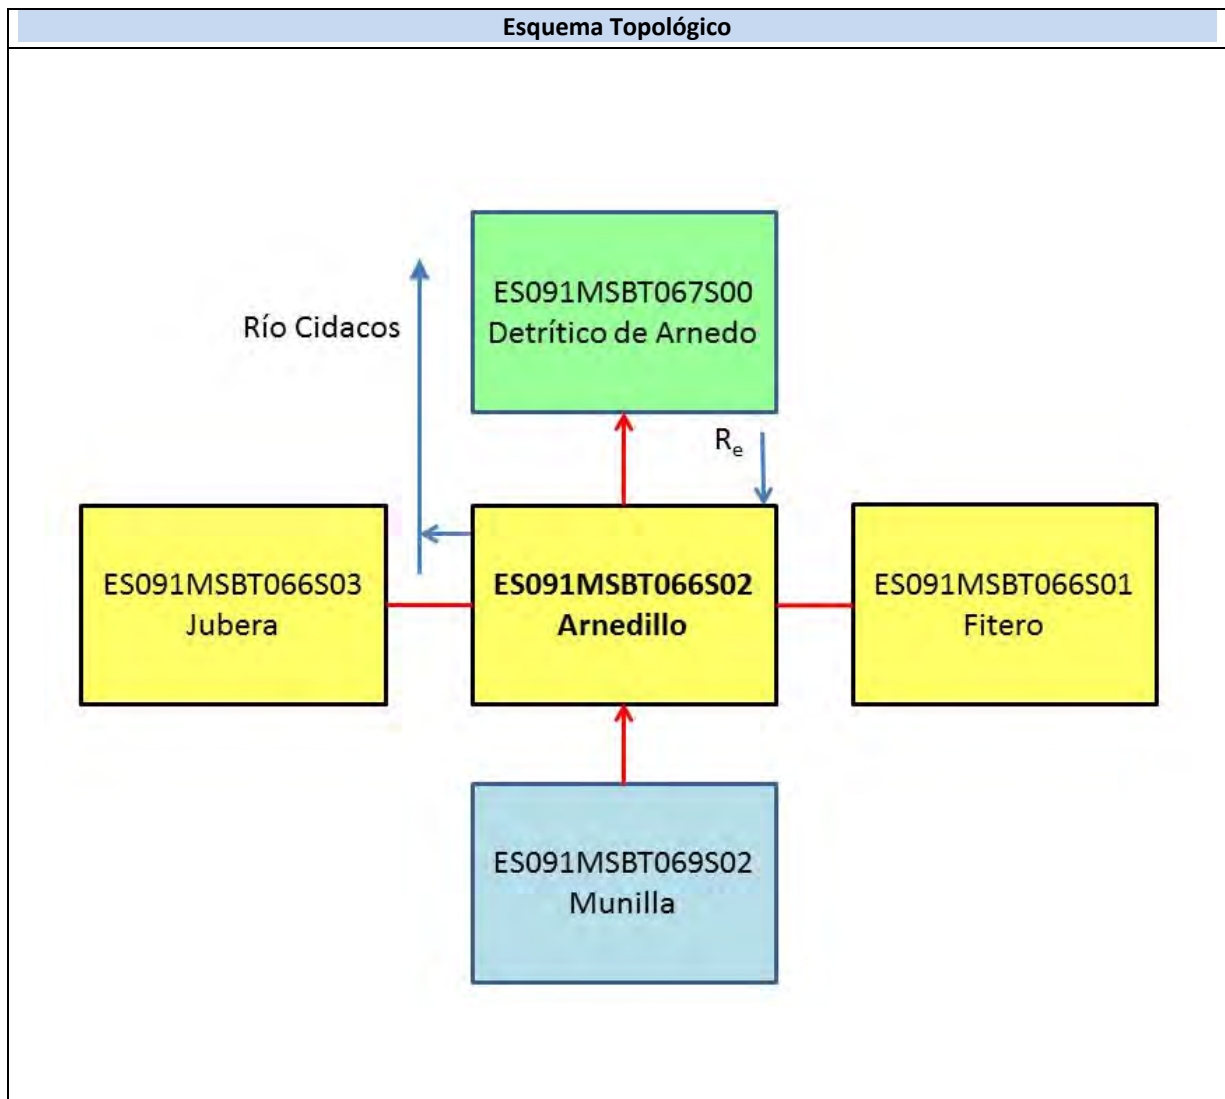 Esquema Topológico
ES091MSBT067S00
Detrítico de Arnedo
Río Cidacos
Re
ES091MSBT066S03
Jubera
ES091MSBT066S02
Arnedillo
ES091MSBT066S01
Fitero
ES091MSBT069S02
Munilla